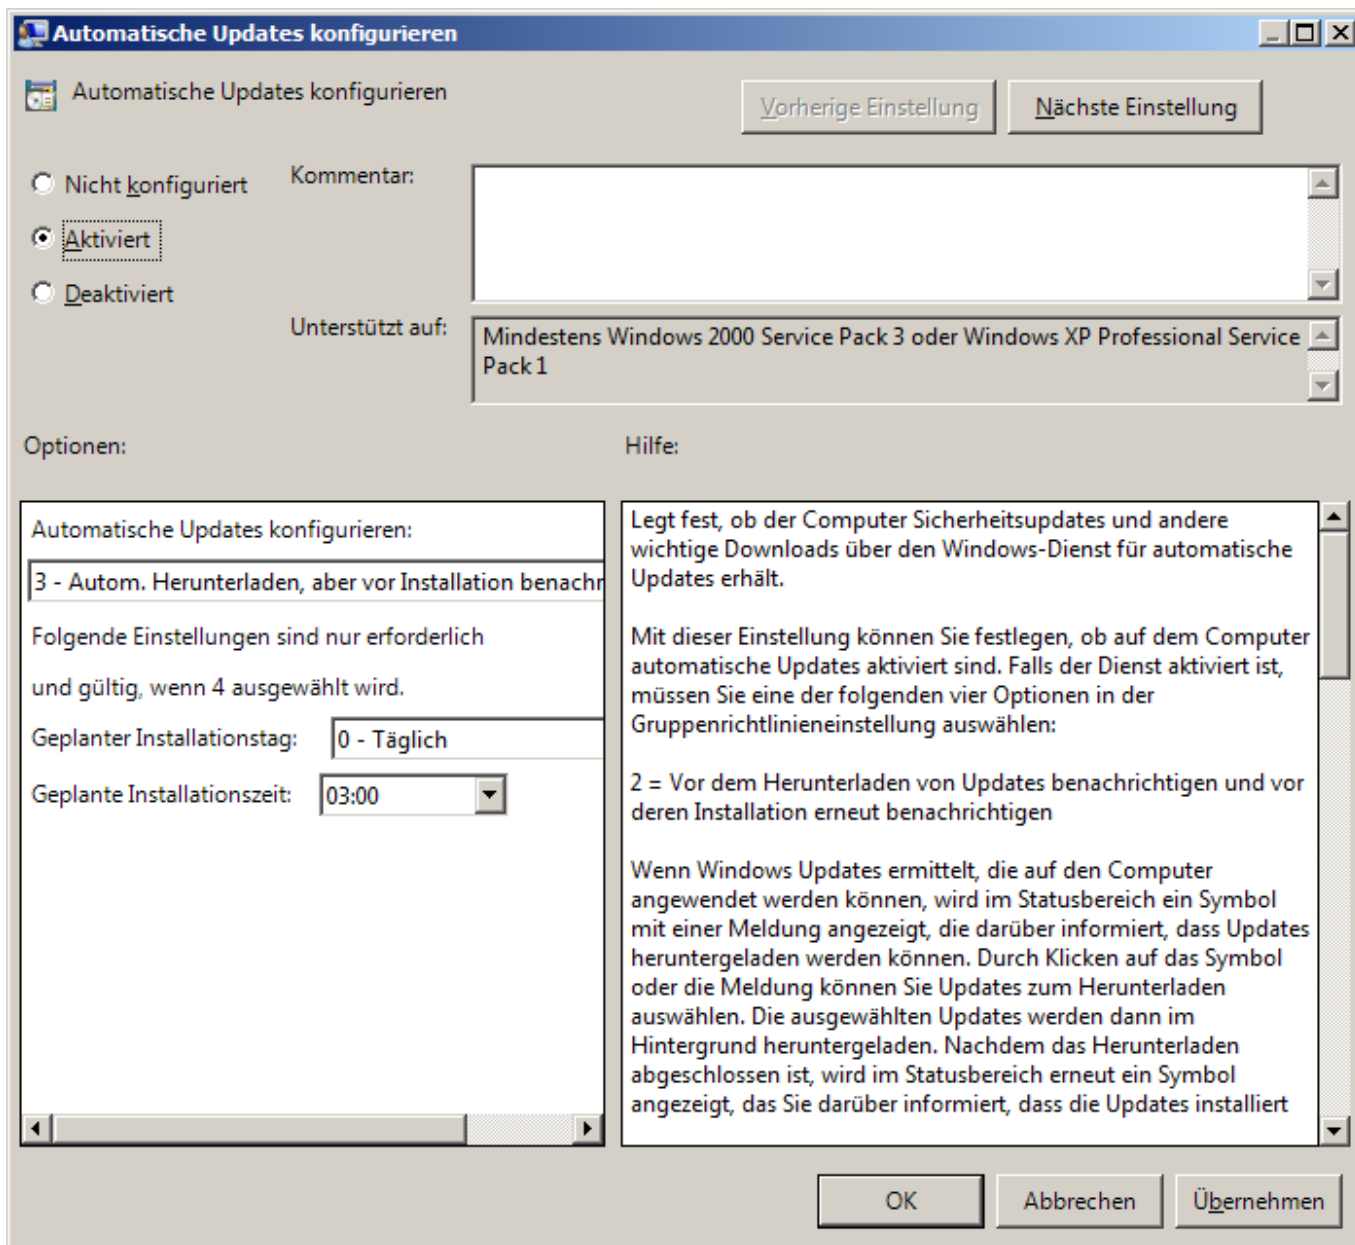 Automatische Updates konfigurieren
Automatische Updates konfigurieren
Vorherige Einstellung
Nächste Einstellung
Nicht konfiguriert
Aktiviert
Deaktiviert
Kommentar:
Unterstützt auf:
Mindestens Windows 2000 Service Pack 3 oder Windows XP Professional Service
Pack 1
Optionen:
Hilfe:
Automatische Updates konfigurieren:
3 - Autom. Herunterladen, aber vor Installation benachr
Folgende Einstellungen sind nur erforderlich
und gültig, wenn 4 ausgewählt wird.
Geplanter Installationstag:
0 - Täglich
Geplante Installationszeit:
03:00
Legt fest, ob der Computer Sicherheitsupdates und andere
wichtige Downloads über den Windows-Dienst für automatische
Updates erhält.
Mit dieser Einstellung können Sie festlegen, ob auf dem Computer
automatische Updates aktiviert sind. Falls der Dienst aktiviert ist,
müssen Sie eine der folgenden vier Optionen in der
Gruppenrichtlinieneinstellung auswählen:
2 = Vor dem Herunterladen von Updates benachrichtigen und vor
deren Installation erneut benachrichtigen
Wenn Windows Updates ermittelt, die auf den Computer
angewendet werden können, wird im Statusbereich ein Symbol
mit einer Meldung angezeigt, die darüber informiert, dass Updates
heruntergeladen werden können. Durch Klicken auf das Symbol
oder die Meldung können Sie Updates zum Herunterladen
auswählen. Die ausgewählten Updates werden dann im
Hintergrund heruntergeladen. Nachdem das Herunterladen
abgeschlossen ist, wird im Statusbereich erneut ein Symbol
angezeigt, das Sie darüber informiert, dass die Updates installiert
OK
Abbrechen
Übernehmen